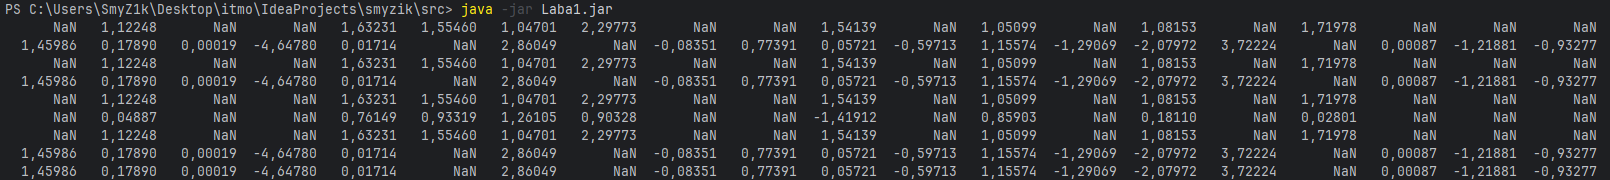 PS C:\Users\SmyZ1k\Desktop\itmo\IdeaProjects\smyzik\src> java -jar Laba1.jar
NaN 1,12248 NaN NaN 1,63231 1,55460 1,04701 2,29773 NaN NaN 1,54139 NaN 1,05099 NaN 1,08153 NaN 1,71978 NaN NaN NaN
1,45986 0,17890 0,00019 -4,64780 0,01714 NaN 2,86049 NaN -0,08351 0,77391 0,05721 -0,59713 1,15574 -1,29069 -2,07972 3,72224 NaN 0,00087 -1,21881 -0,93277
NaN 1,12248 NaN NaN 1,63231 1,55460 1,04701 2,29773 NaN NaN 1,54139 NaN 1,05099 NaN 1,08153 NaN 1,71978 NaN NaN NaN
1,45986 0,17890 0,00019 -4,64780 0,01714 NaN 2,86049 NaN -0,08351 0,77391 0,05721 -0,59713 1,15574 -1,29069 -2,07972 3,72224 NaN 0,00087 -1,21881 -0,93277
NaN 1,12248 NaN NaN 1,63231 1,55460 1,04701 2,29773 NaN NaN 1,54139 NaN 1,05099 NaN 1,08153 NaN 1,71978 NaN NaN NaN
NaN 0,04887 NaN NaN 0,76149 0,93319 1,26105 0,90328 NaN NaN -1,41912 NaN 0,85903 NaN 0,18110 NaN 0,02801 NaN NaN NaN
NaN 1,12248 NaN NaN 1,63231 1,55460 1,04701 2,29773 NaN NaN 1,54139 NaN 1,05099 NaN 1,08153 NaN 1,71978 NaN NaN NaN
1,45986 0,17890 0,00019 -4,64780 0,01714 NaN 2,86049 NaN -0,08351 0,77391 0,05721 -0,59713 1,15574 -1,29069 -2,07972 3,72224 NaN 0,00087 -1,21881 -0,93277
1,45986 0,17890 0,00019 -4,64780 0,01714 NaN 2,86049 NaN -0,08351 0,77391 0,05721 -0,59713 1,15574 -1,29069 -2,07972 3,72224 NaN 0,00087 -1,21881 -0,93277